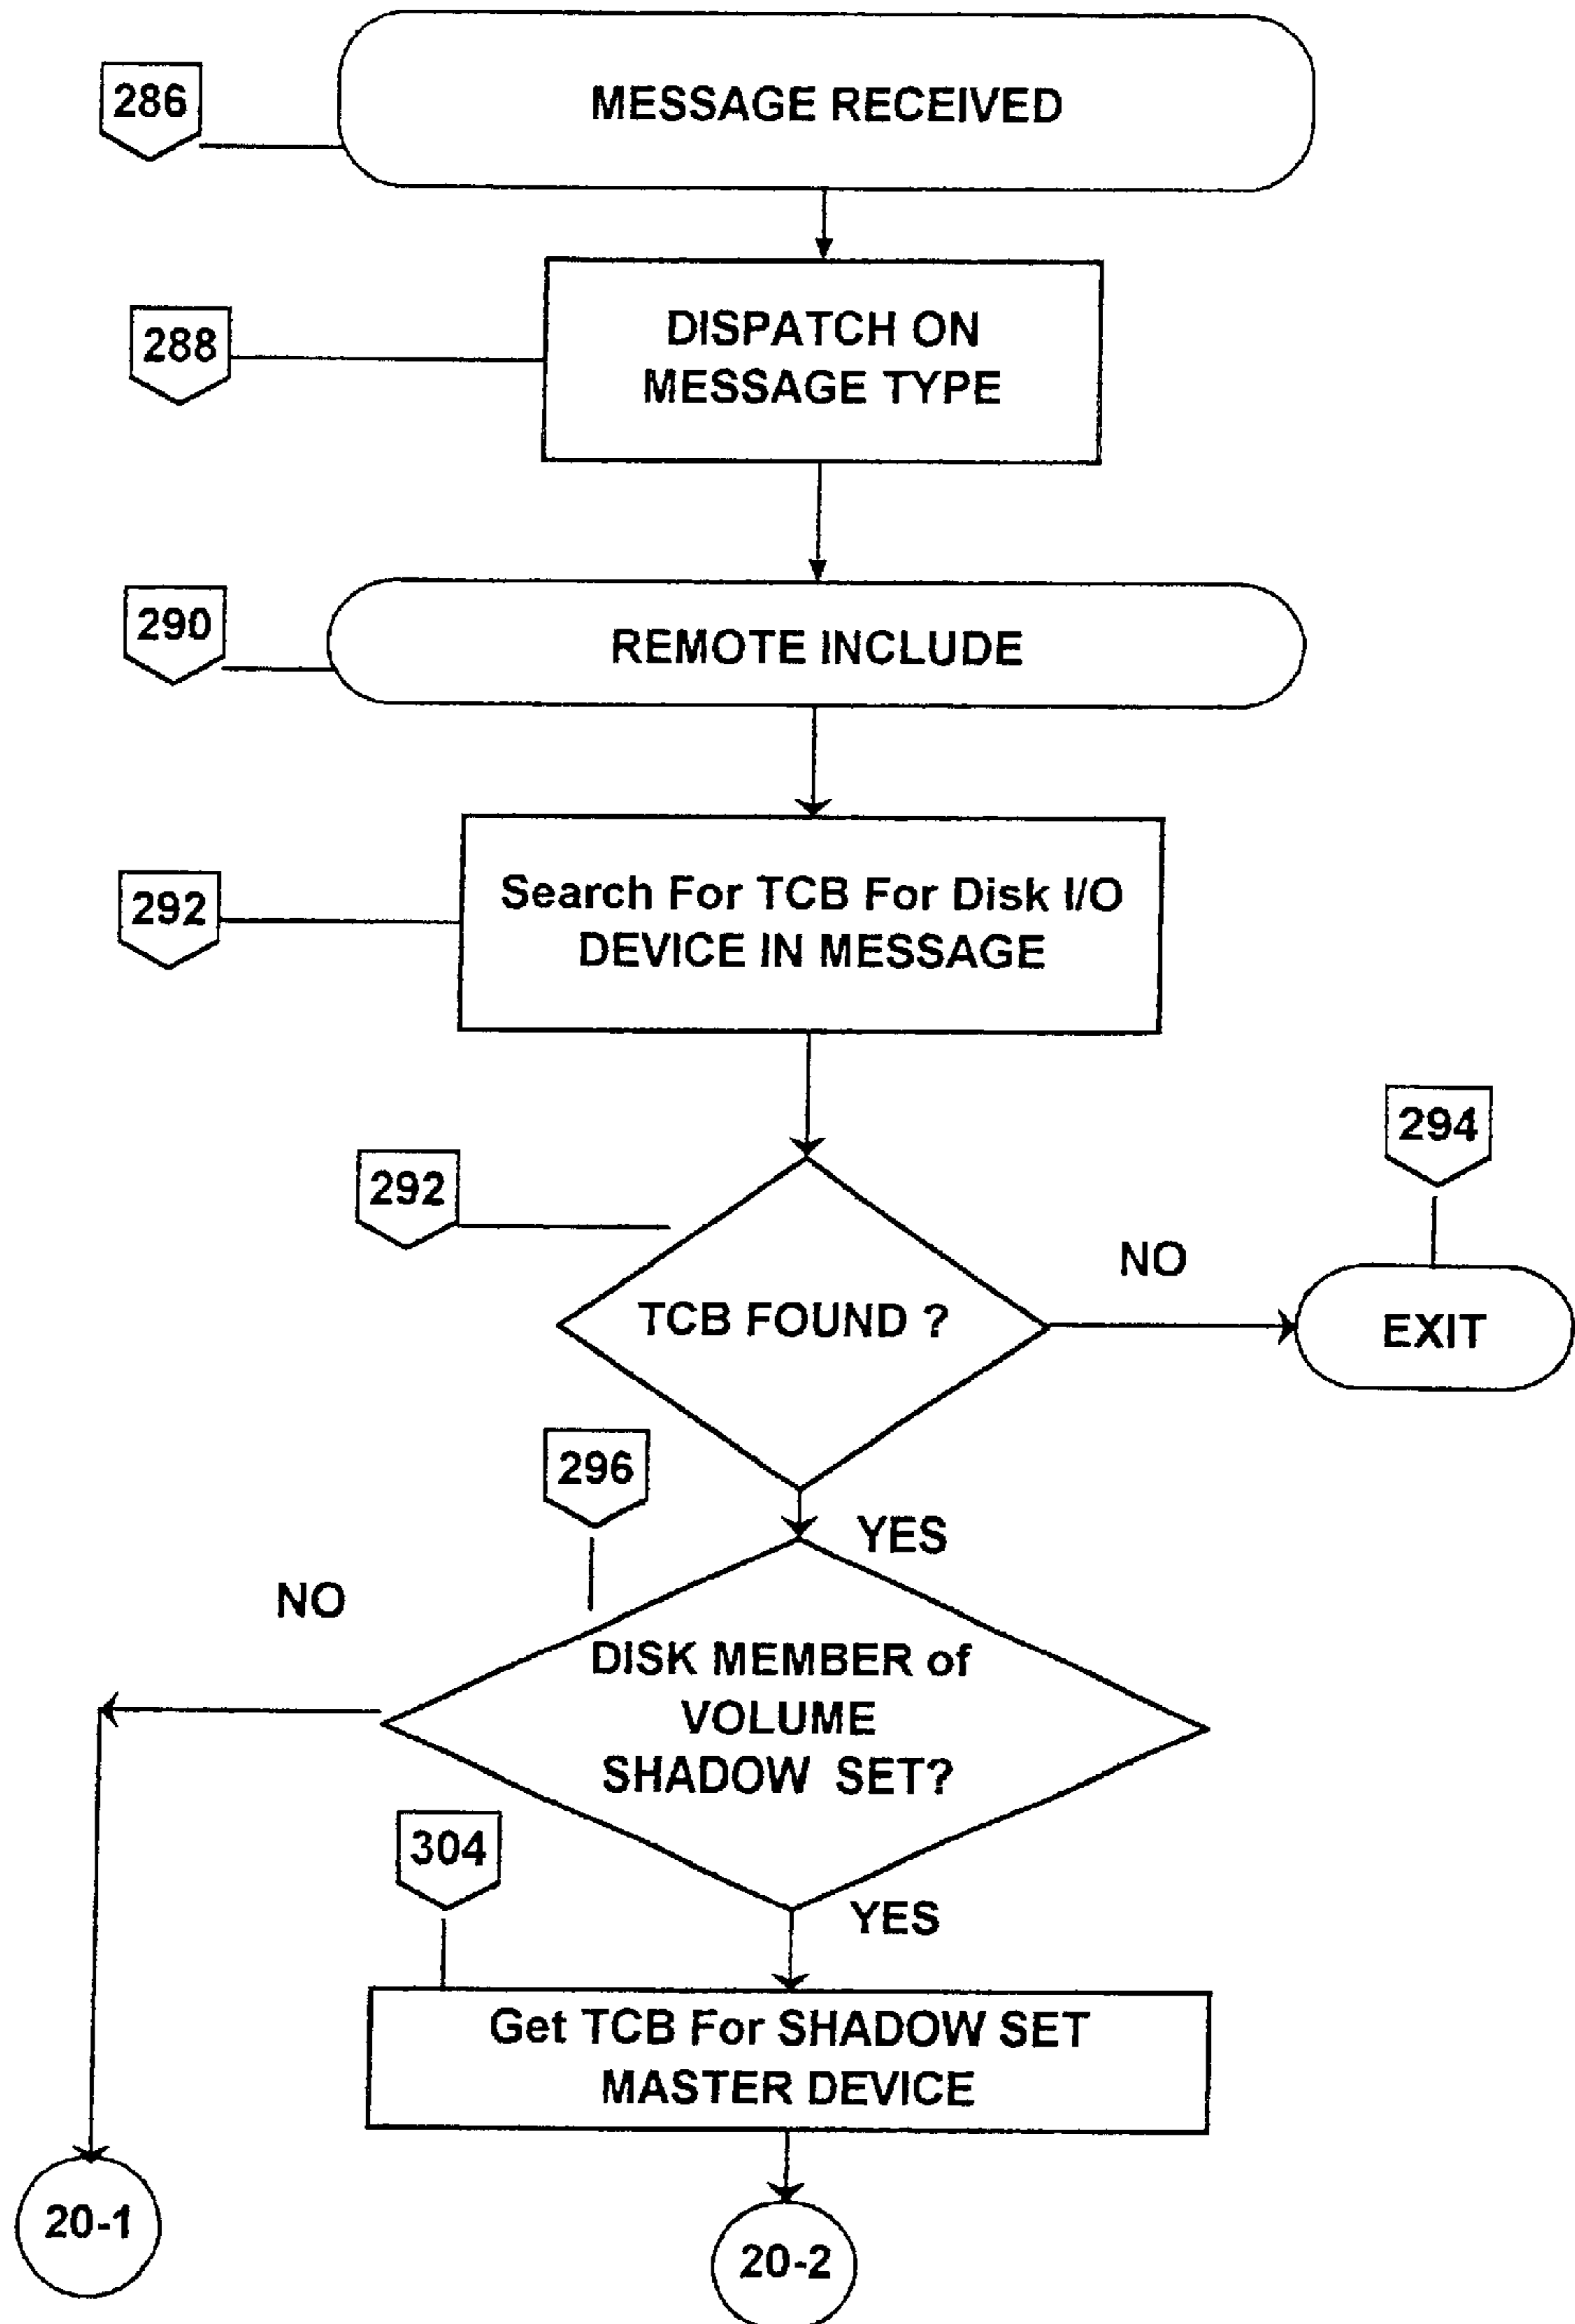 286
MESSAGE RECEIVED
288
DISPATCH ON
MESSAGE TYPE
290
REMOTE INCLUDE
292
Search For TCB For Disk I/O
DEVICE IN MESSAGE
294
292
NO
TCB FOUND ?
EXIT
296
YES
NO
DISK MEMBER of
VOLUME
SHADOW SET?
304
YES
Get TCB For SHADOW SET
MASTER DEVICE
20-1
20-2